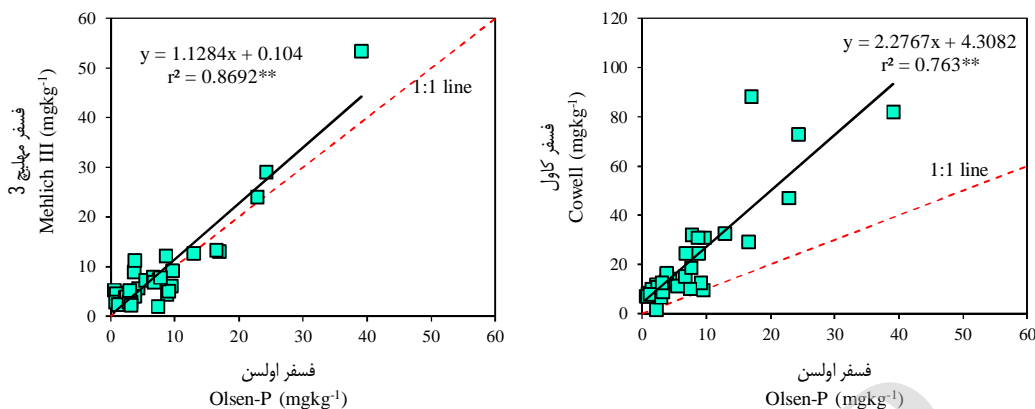 60
50
40
30
20
10
0
0
10
20
30
40
50
60
y = 1.1284x + 0.104
r² = 0.8692**
1:1 line
فسفر مهلیچ 3
Mehlich III (mgkg-1)
فسفر اولسن
Olsen-P (mgkg-1)
120
100
80
60
40
20
0
0
10
20
30
40
50
60
y = 2.2767x + 4.3082
r² = 0.763**
1:1 line
فسفر کاول
Cowell (mgkg-1)
فسفر اولسن
Olsen-P (mgkg-1)